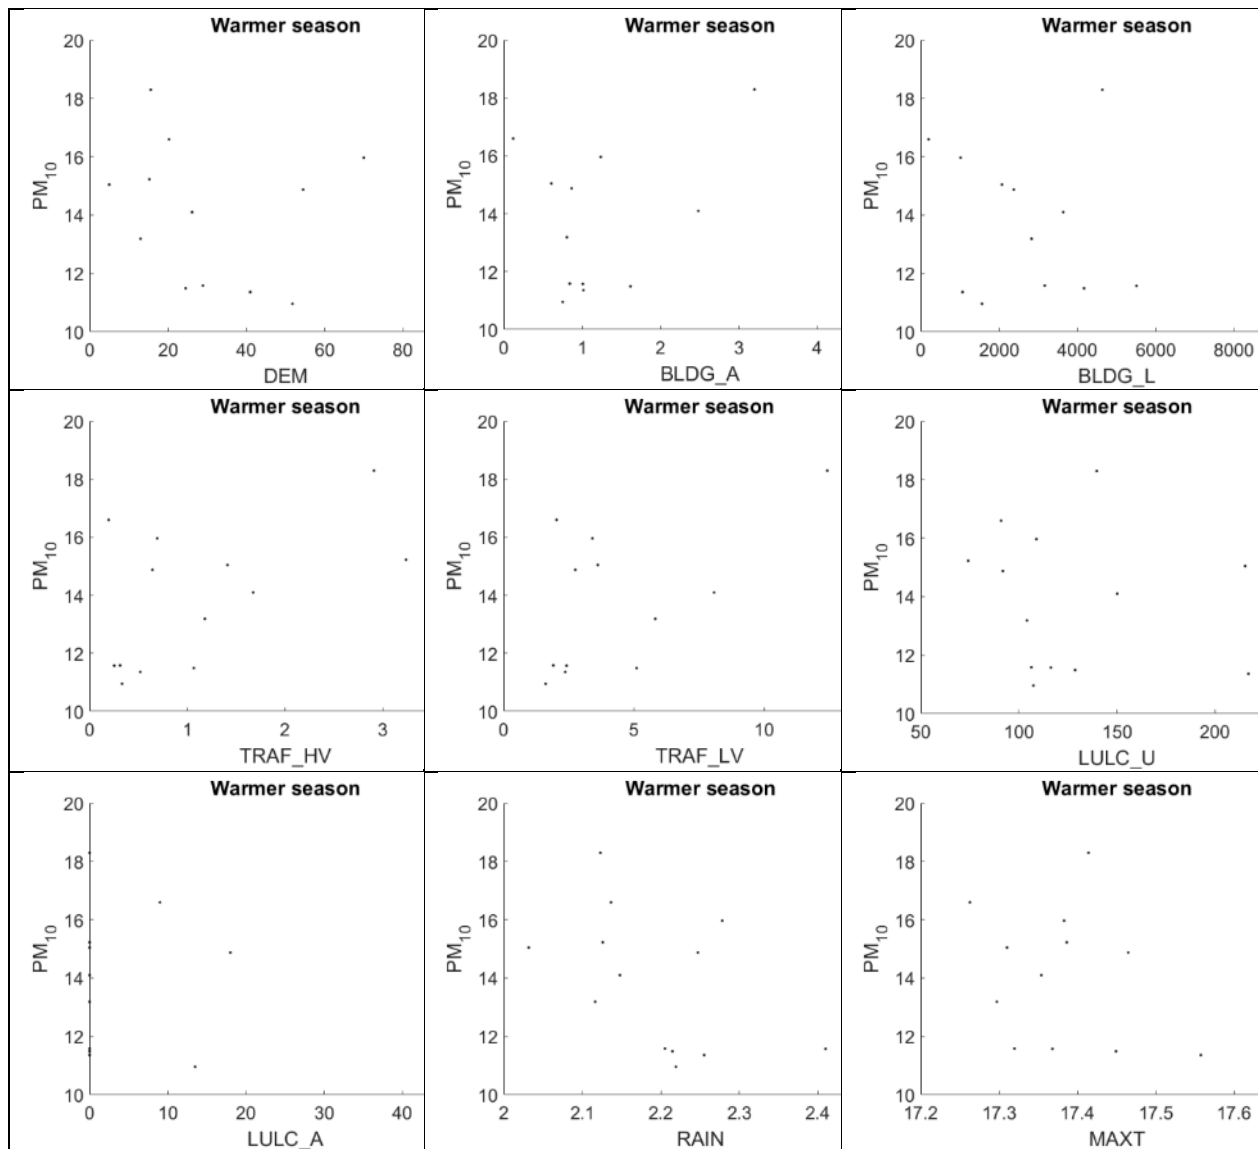 Warmer season
20
18
16
14
12
10
PM10
0 20 40 60 80
DEM
Warmer season
20
18
16
14
12
10
PM10
0 1 2 3 4
BLDG_A
Warmer season
20
18
16
14
12
10
PM10
0 2000 4000 6000 8000
BLDG_L
Warmer season
20
18
16
14
12
10
PM10
0 1 2 3
TRAF_HV
Warmer season
20
18
16
14
12
10
PM10
0 5 10
TRAF_LV
Warmer season
20
18
16
14
12
10
PM10
50 100 150 200
LULC_U
Warmer season
20
18
16
14
12
10
PM10
0 10 20 30 40
LULC_A
Warmer season
20
18
16
14
12
10
PM10
2 2.1 2.2 2.3 2.4
RAIN
Warmer season
20
18
16
14
12
10
PM10
17.2 17.3 17.4 17.5 17.6
MAXT